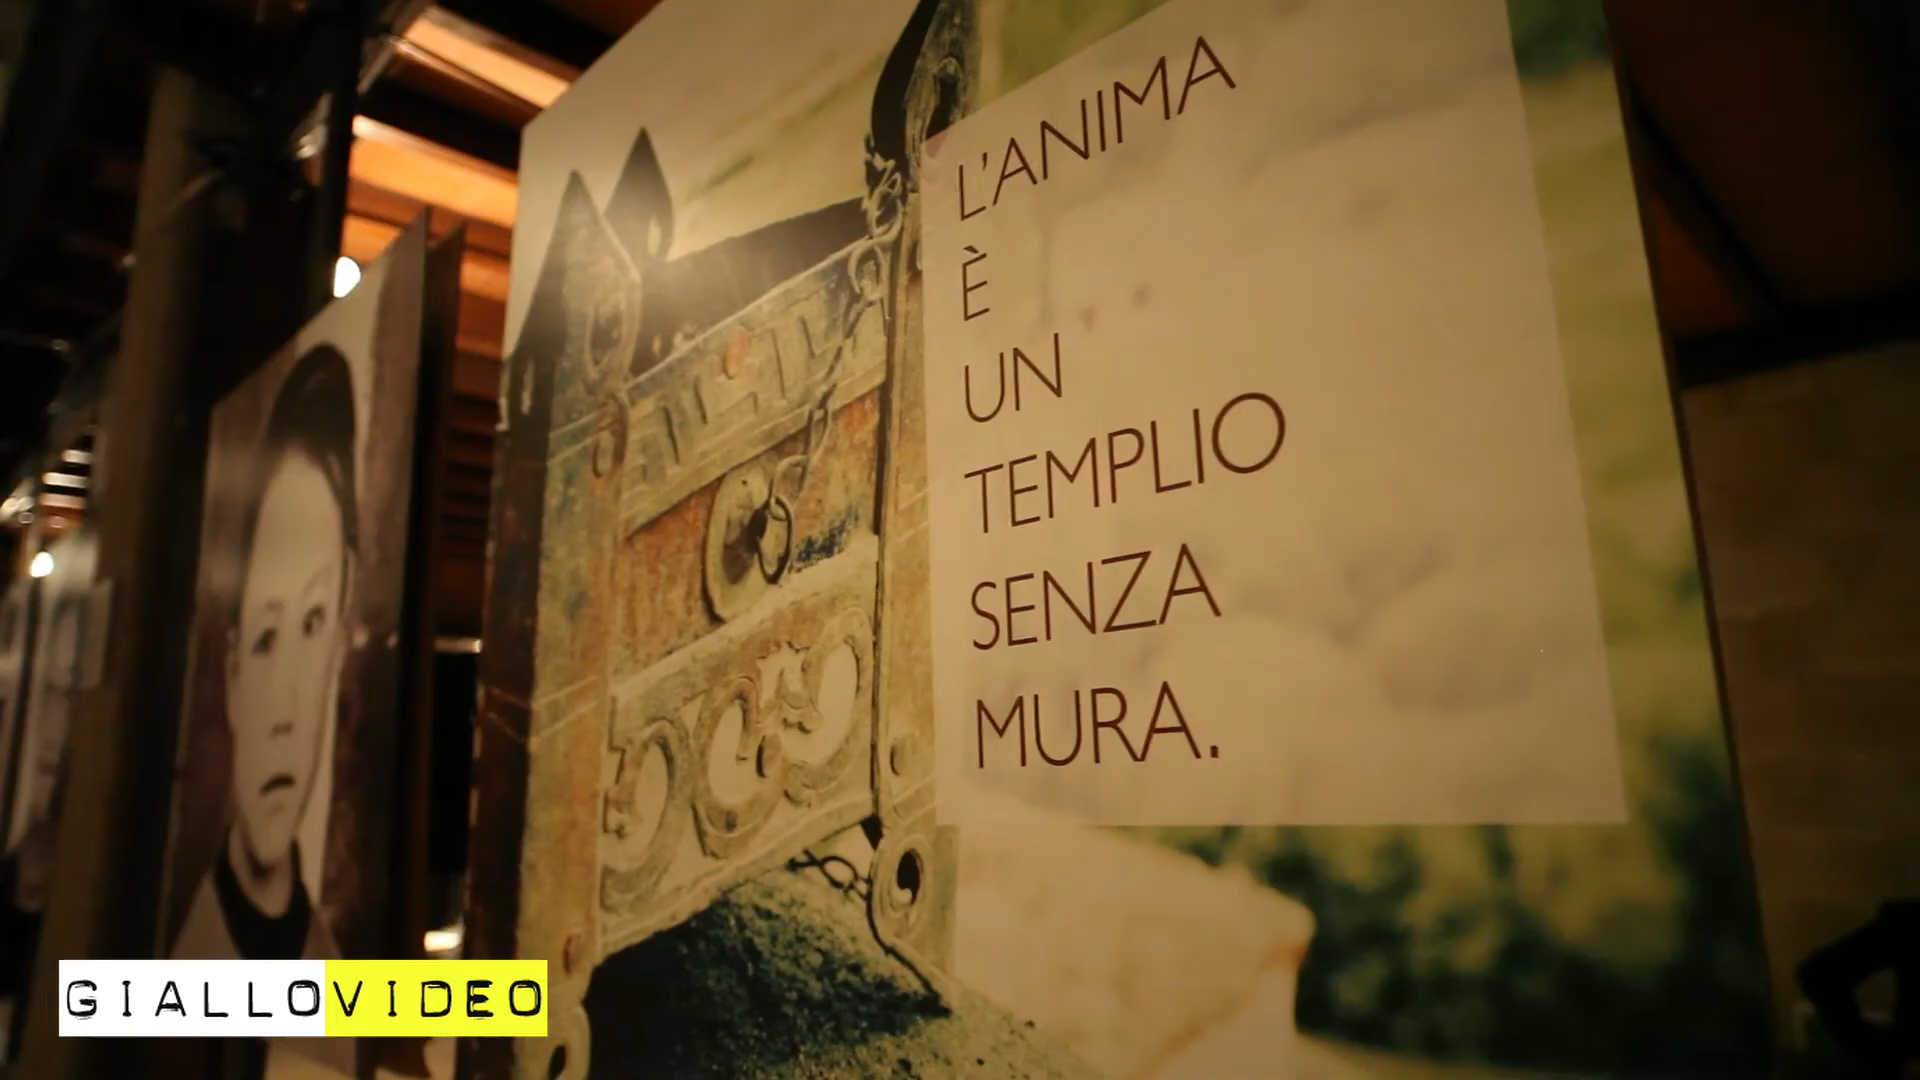 L'ANIMA
È
UN
TEMPLIO
SENZA
MURA.
GIALLOVIDEO